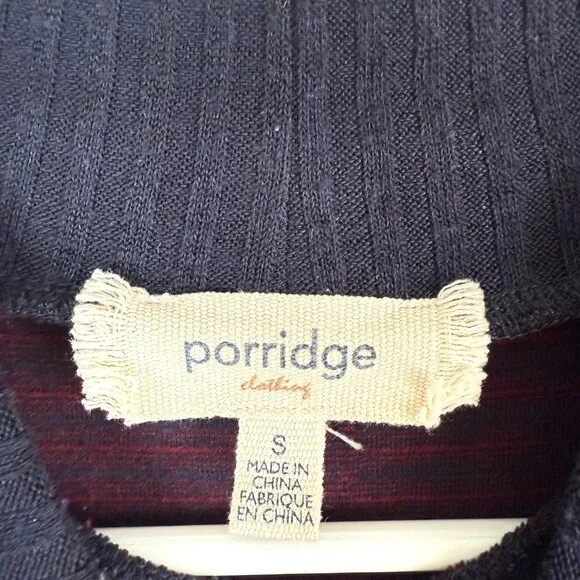 porridge
clothing
S
MADE IN
CHINA
FABRIQUE
EN CHINA